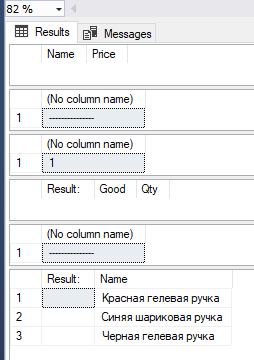 82 %
Results Messages
Name Price
(No column name)
1 --------------
(No column name)
1 1
Result: Good Qty
(No column name)
1 --------------
Result: Name
1 Красная гелевая ручка
2 Синяя шариковая ручка
3 Черная гелевая ручка